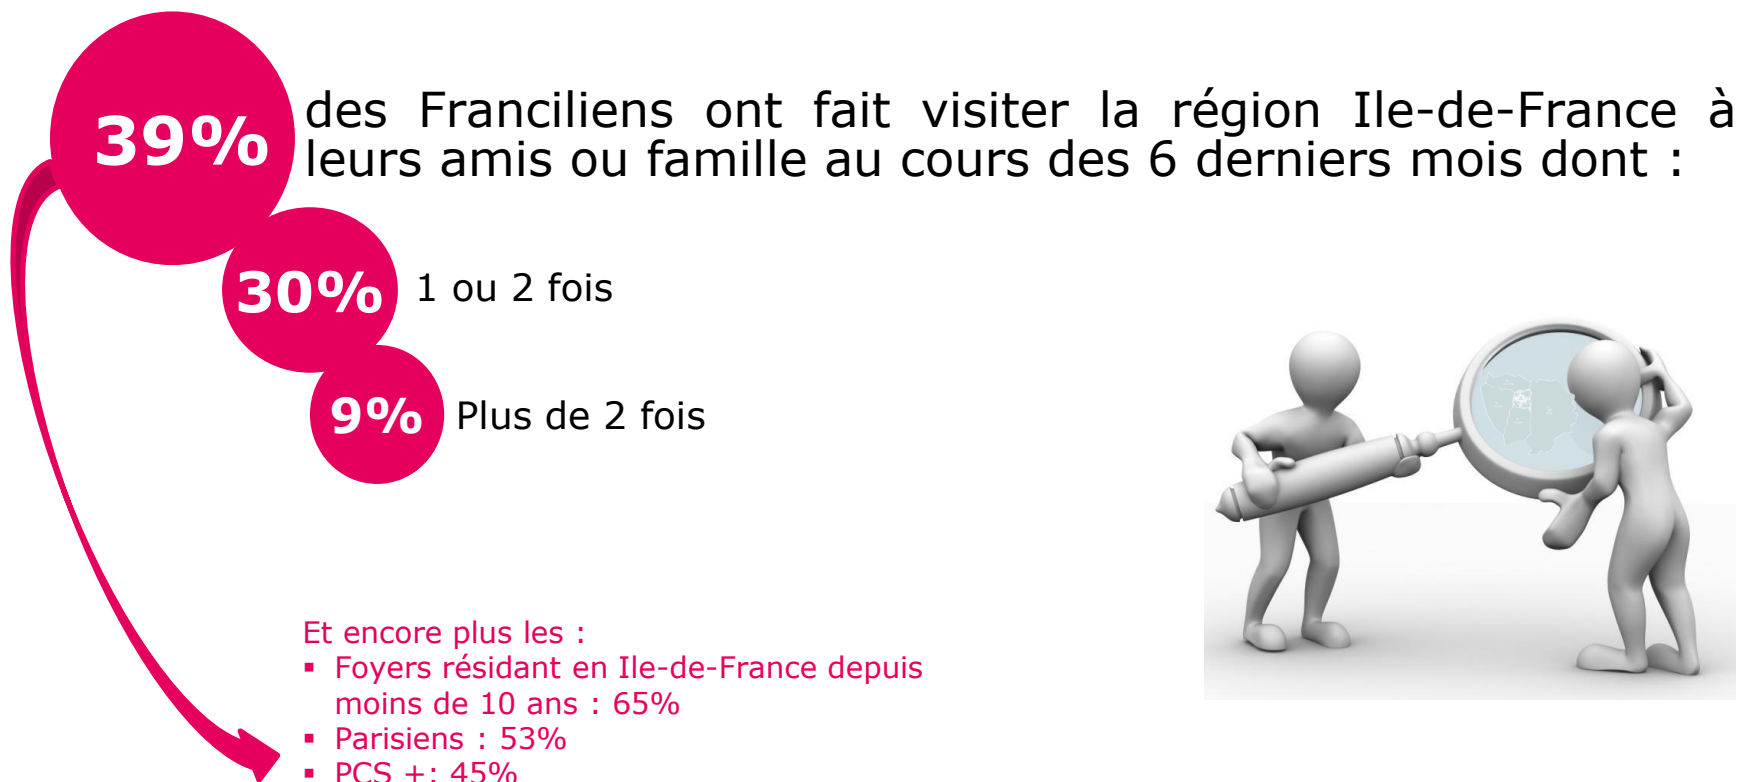 39%
des Franciliens ont fait visiter la région Ile-de-France à
leurs amis ou famille au cours des 6 derniers mois dont :
30%
1 ou 2 fois
9%
Plus de 2 fois
Et encore plus les :
▪ Foyers résidant en Ile-de-France depuis
moins de 10 ans : 65%
▪ Parisiens : 53%
▪ PCS +: 45%